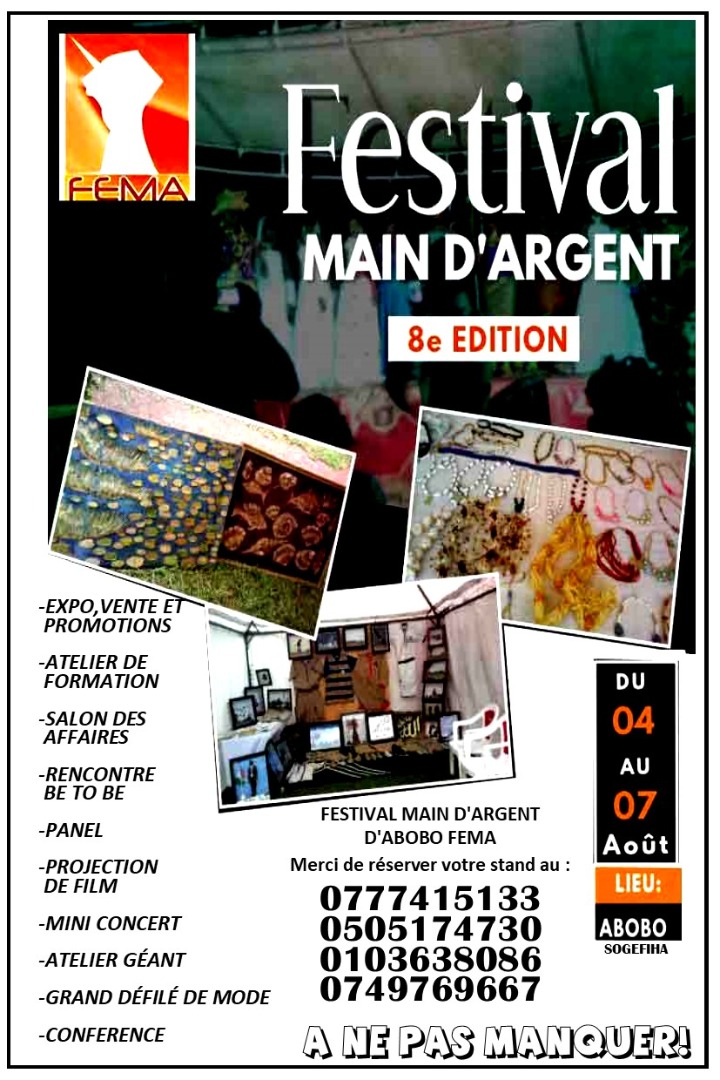 FEMA
Festival
MAIN D'ARGENT
8e EDITION
-EXPO,VENTE ET
PROMOTIONS
-ATELIER DE
FORMATION
-SALON DES
AFFAIRES
-RENCONTRE
BE TO BE
-PANEL
-PROJECTION
DE FILM
-MINI CONCERT
-ATELIER GÉANT
-GRAND DÉFILÉ DE MODE
-CONFERENCE
FESTIVAL MAIN D'ARGENT
D'ABOBO FEMA
Merci de réserver votre stand au :
0777415133
0505174730
0103638086
0749769667
DU
04
AU
07
Août
LIEU:
ABOBO
SOGEFIHA
A NE PAS MANQUER!